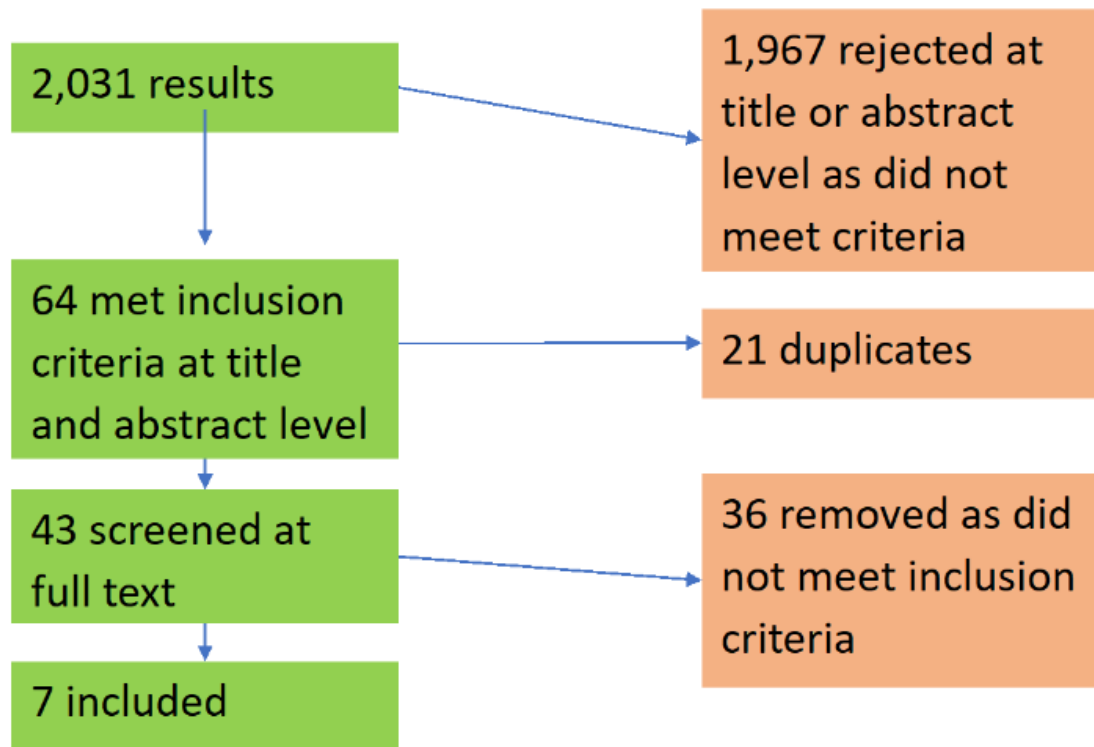 2,031 results
1,967 rejected at
title or abstract
level as did not
meet criteria
64 met inclusion
criteria at title
and abstract level
21 duplicates
43 screened at
full text
36 removed as did
not meet inclusion
criteria
7 included